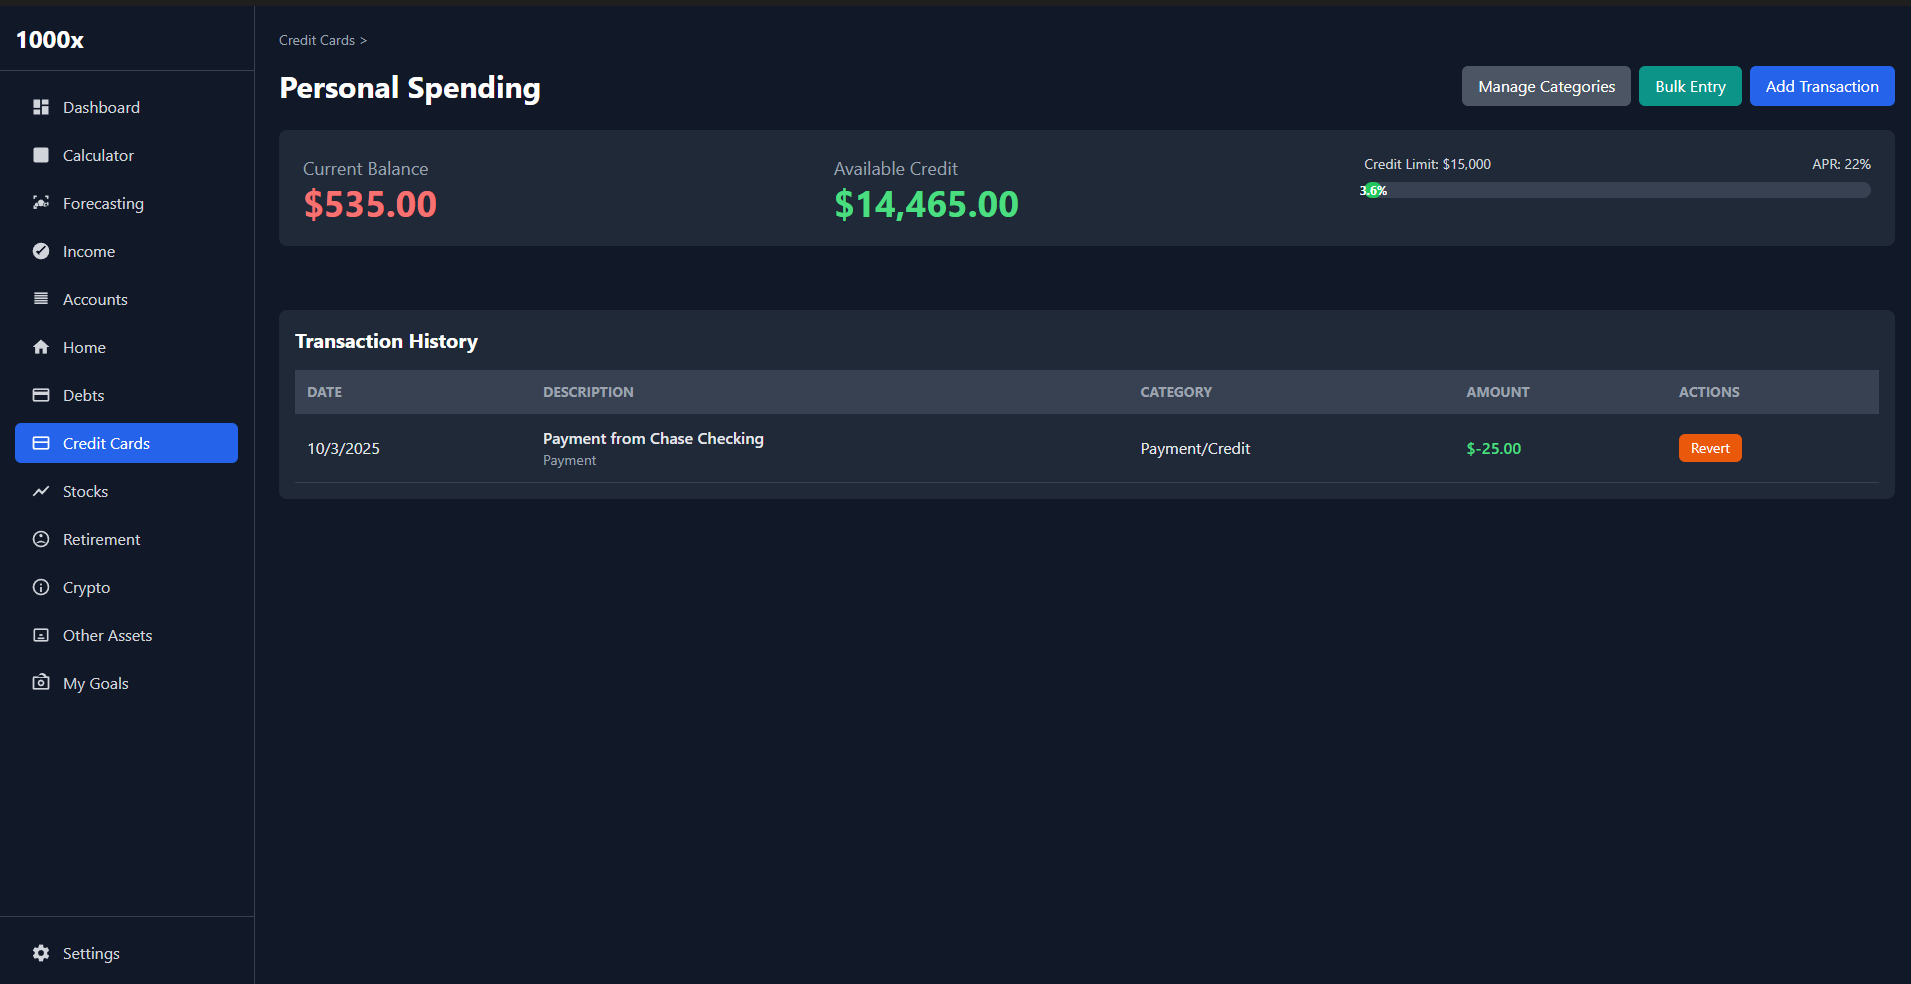 1000x
Dashboard
Calculator
Forecasting
Income
Accounts
Home
Debts
Credit Cards
Stocks
Retirement
Crypto
Other Assets
My Goals
Settings
Credit Cards >
Personal Spending
Manage Categories
Bulk Entry
Add Transaction
Current Balance
$535.00
Available Credit
$14,465.00
Credit Limit: $15,000 APR: 22%
3.6%
Transaction History
DATE DESCRIPTION CATEGORY AMOUNT ACTIONS
10/3/2025 Payment from Chase Checking Payment/Credit $-25.00 Revert
Payment